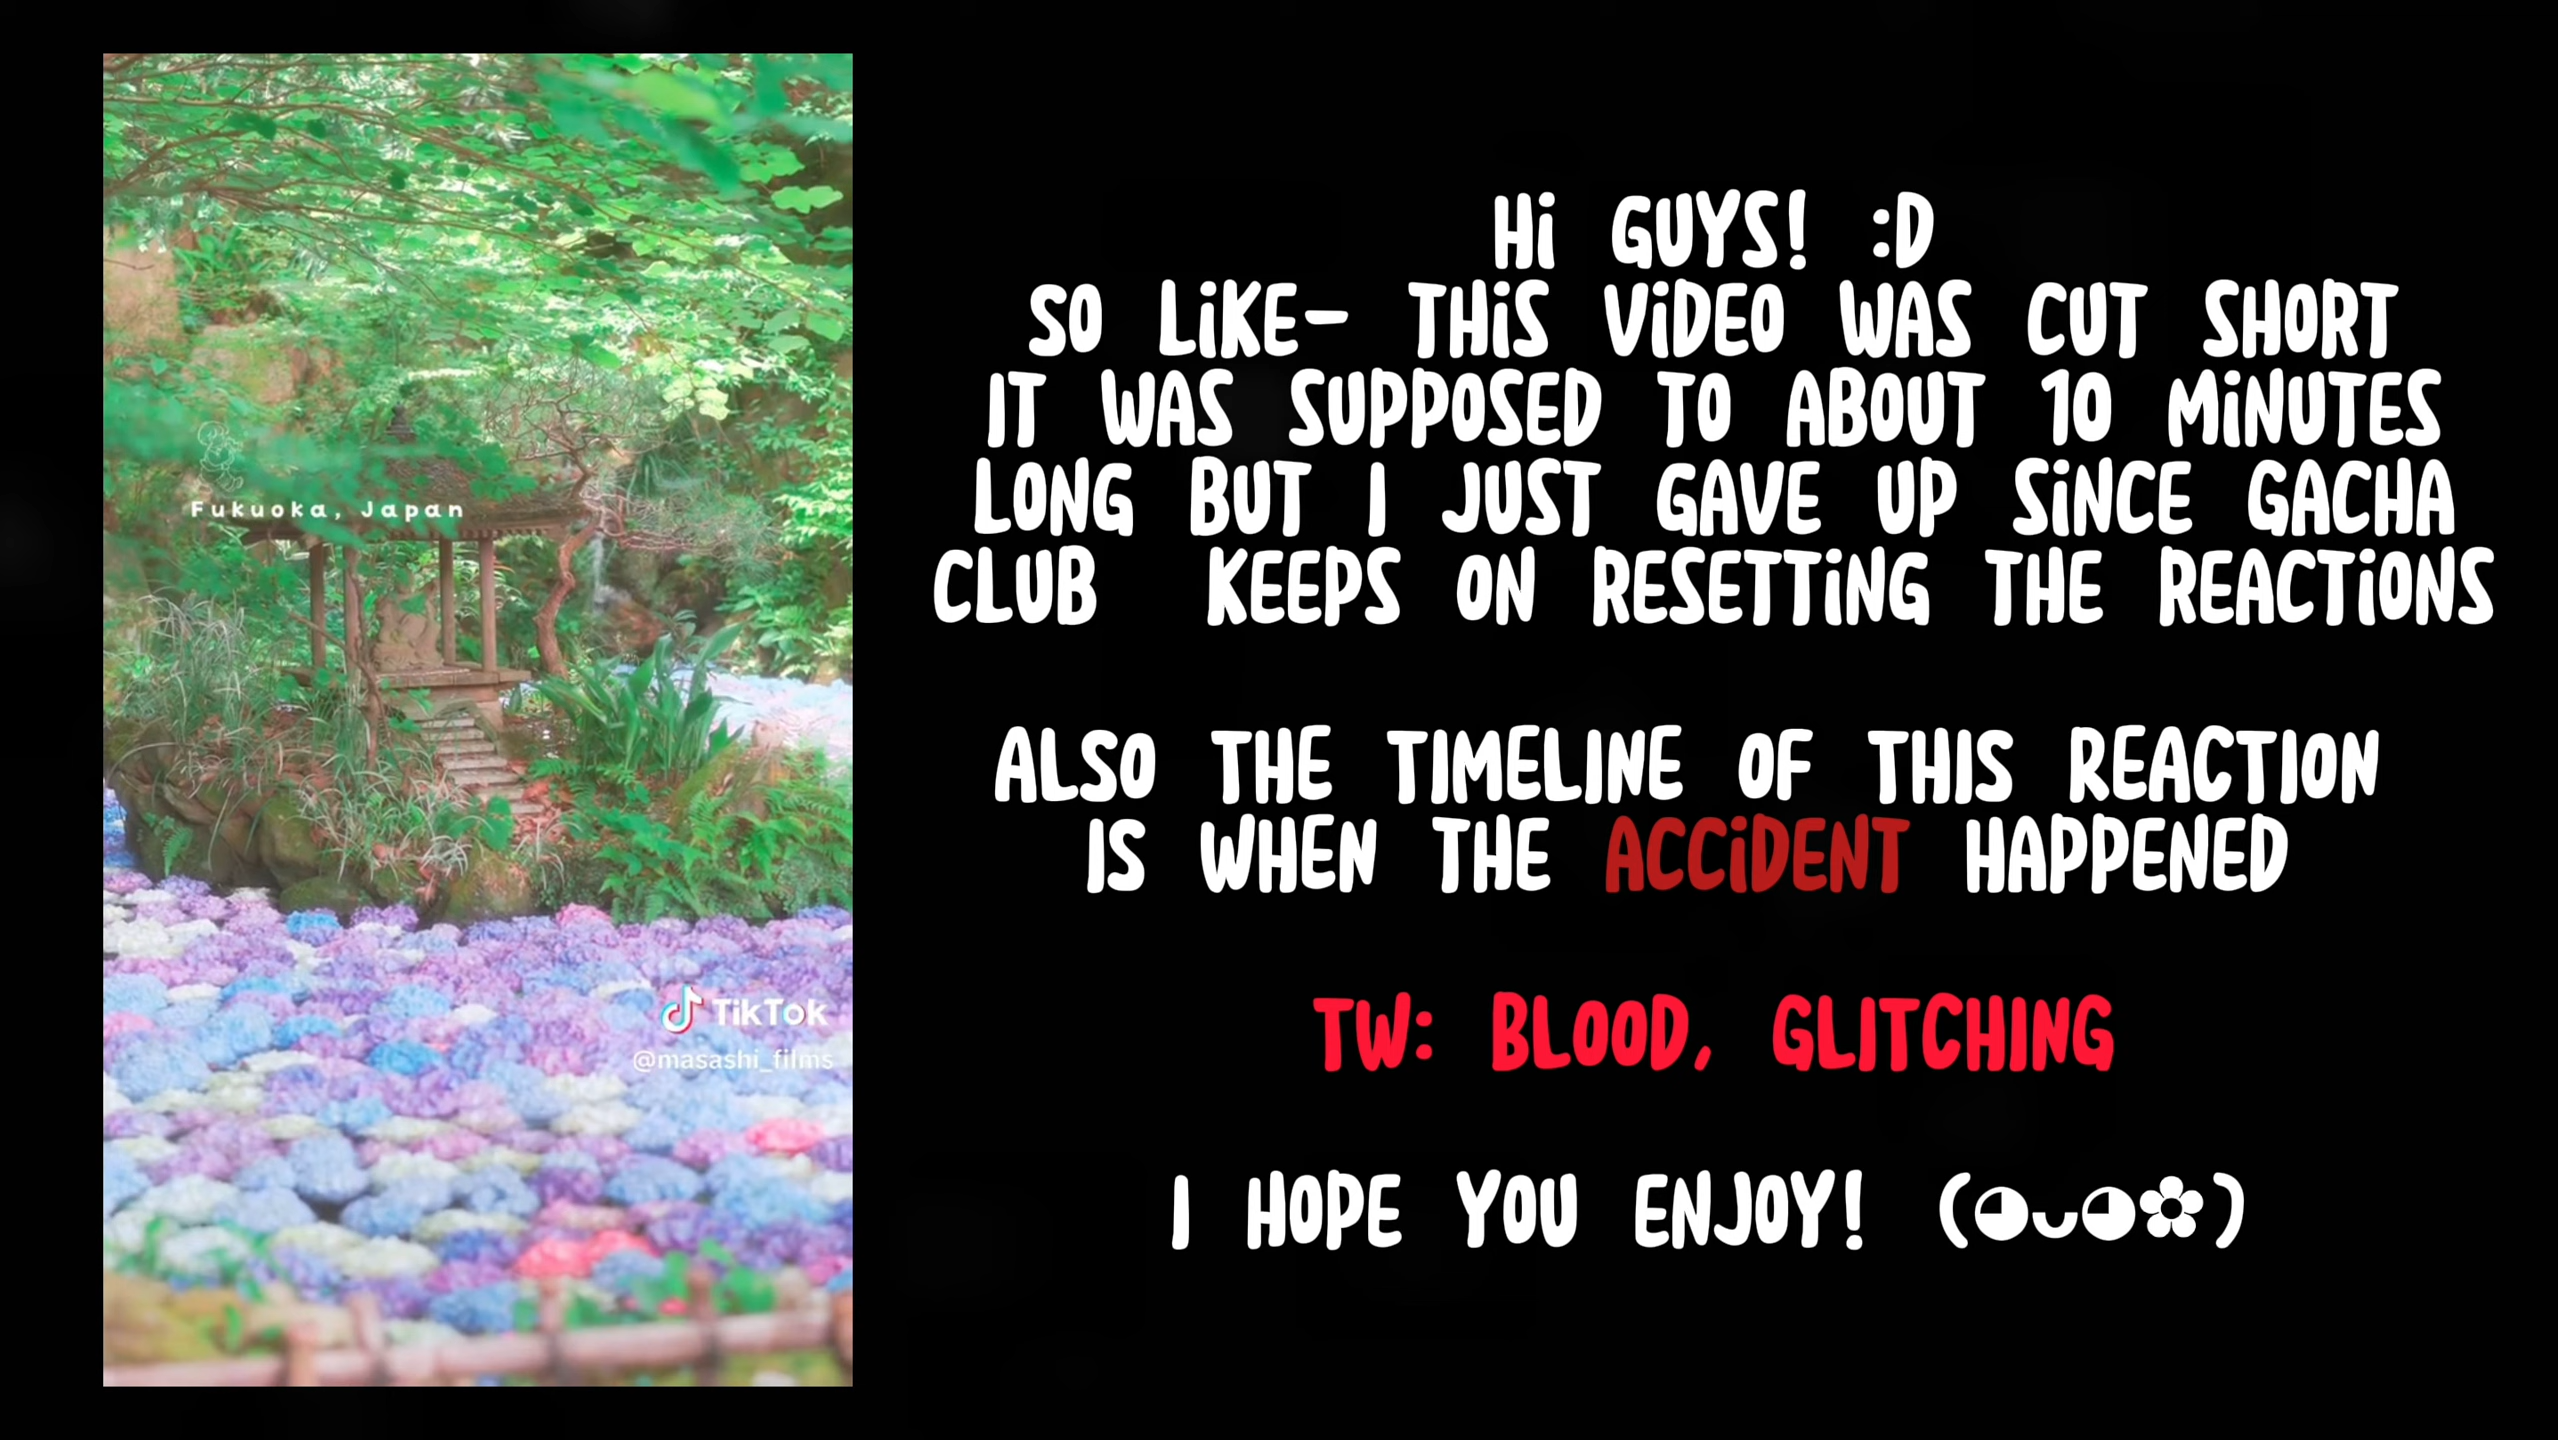 Fukuoka, Japan
TikTok
@masashi_films
Hi GUYS! :D
SO LiKE- THiS ViDEO WAS CUT SHORT
IT WAS SUPPOSED TO ABOUT 10 MiNUTES
LONG BUT I JUST GAVE UP SiNCE GACHA
CLUB KEEPS ON RESETTiNG THE REACTiONS
ALSO THE TIMELINE OF THIS REACTION
IS WHEN THE ACCiDENT HAPPENED
TW: BLOOD, GLITCHING
I HOPE YOU ENJOY! (◕ᴗ◕✿)